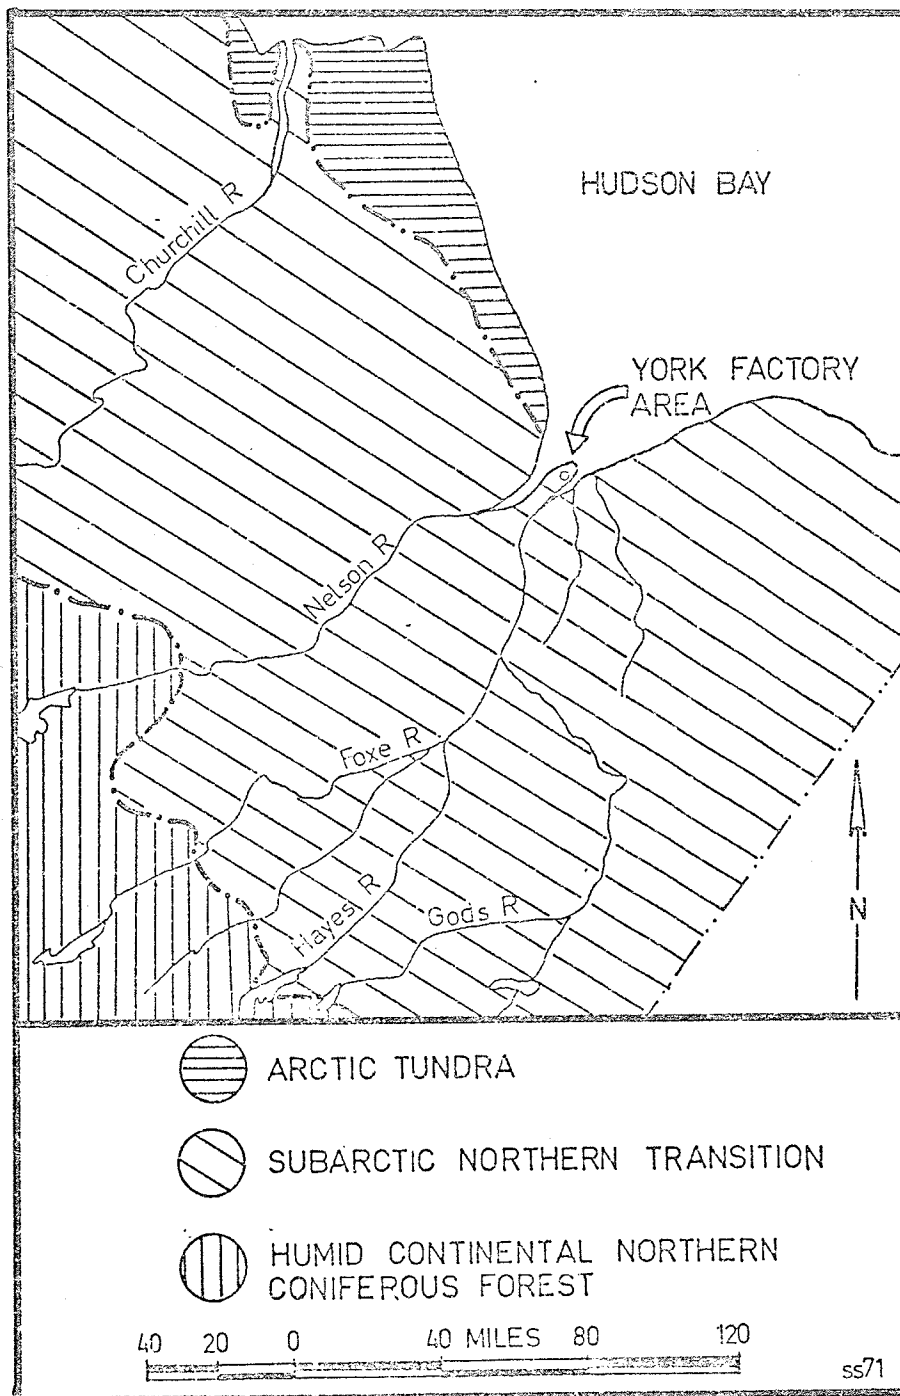 HUDSON BAY
Churchill R
YORK FACTORY
AREA
Nelson R
Foxe R
Hayes R
Gods R
N
ARCTIC TUNDRA
SUBARCTIC NORTHERN TRANSITION
HUMID CONTINENTAL NORTHERN
CONIFEROUS FOREST
40 20 0 40 MILES 80 120
ss71